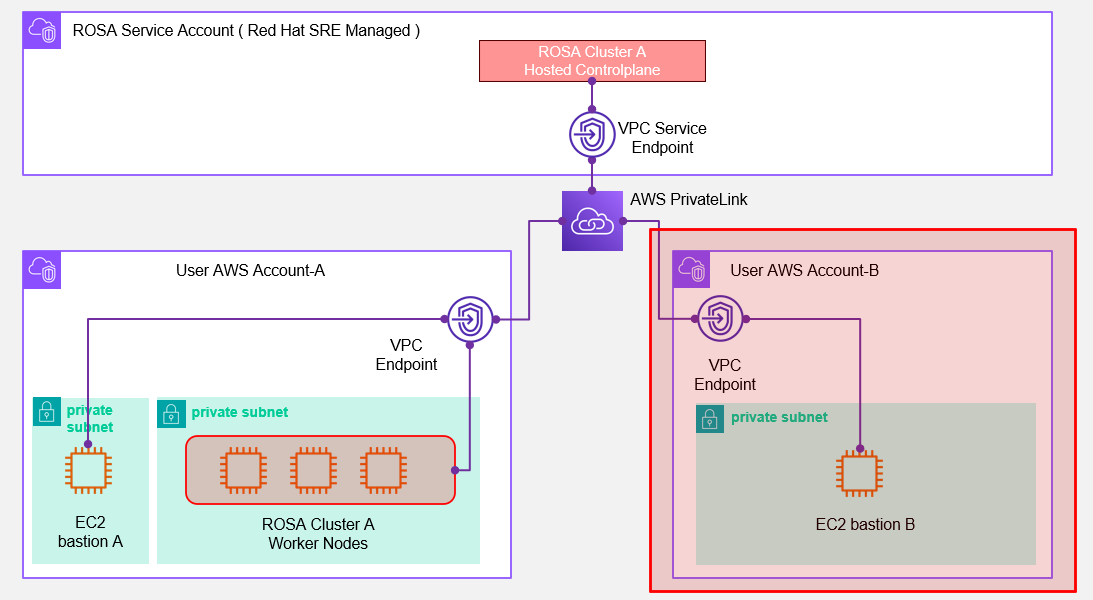 ROSA Service Account ( Red Hat SRE Managed )
ROSA Cluster A
Hosted Controlplane
VPC Service
Endpoint
AWS PrivateLink
User AWS Account-A
VPC
Endpoint
private
subnet
EC2
bastion A
private subnet
ROSA Cluster A
Worker Nodes
User AWS Account-B
VPC
Endpoint
private subnet
EC2 bastion B